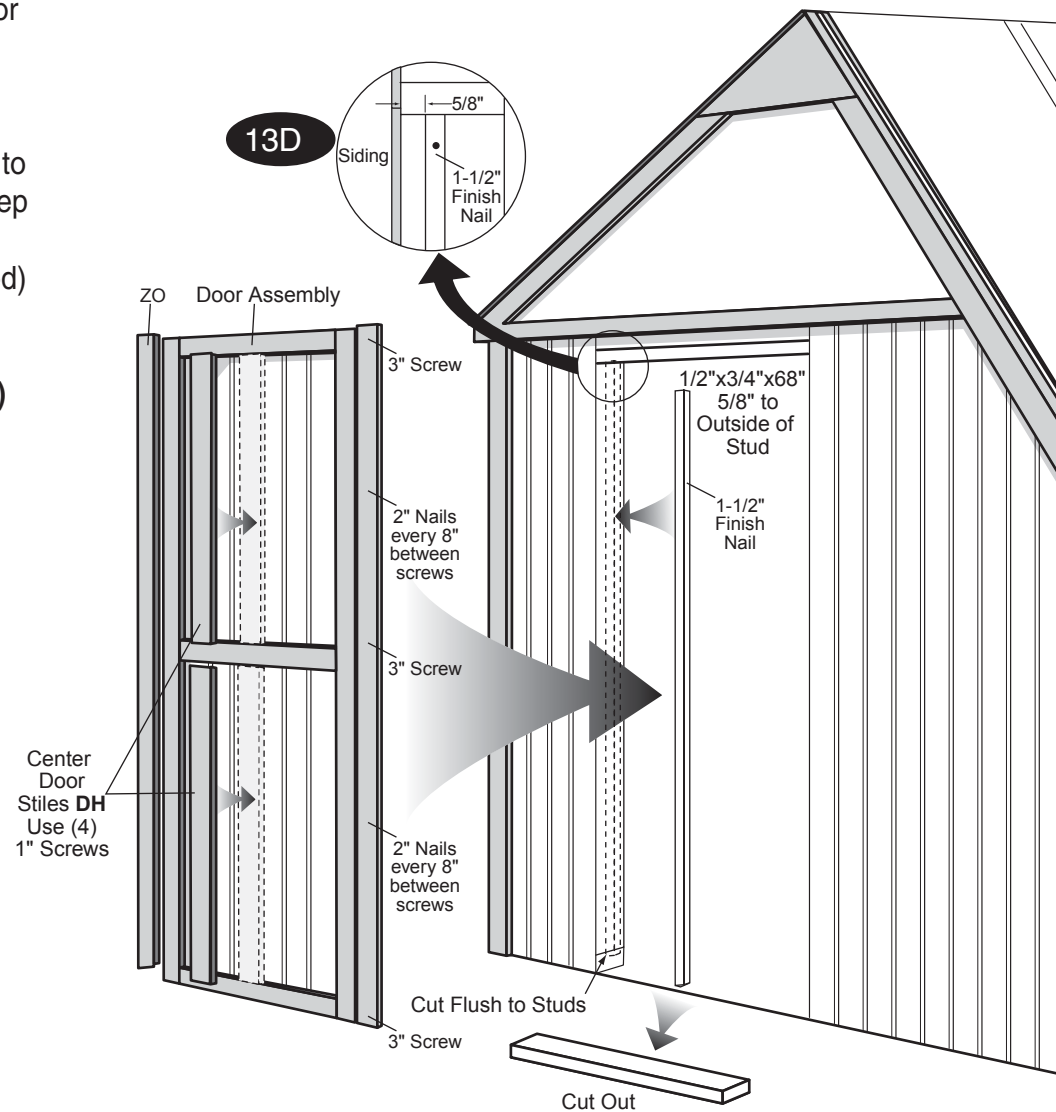 or
to
ep
d)
)
13D
5/8"
Siding
1-1/2"
Finish
Nail
ZO
Door Assembly
3" Screw
1/2"x3/4"x68"
5/8" to
Outside of
Stud
1-1/2"
Finish
Nail
2" Nails
every 8"
between
screws
3" Screw
Center
Door
Stiles DH
Use (4)
1" Screws
2" Nails
every 8"
between
screws
Cut Flush to Studs
3" Screw
Cut Out